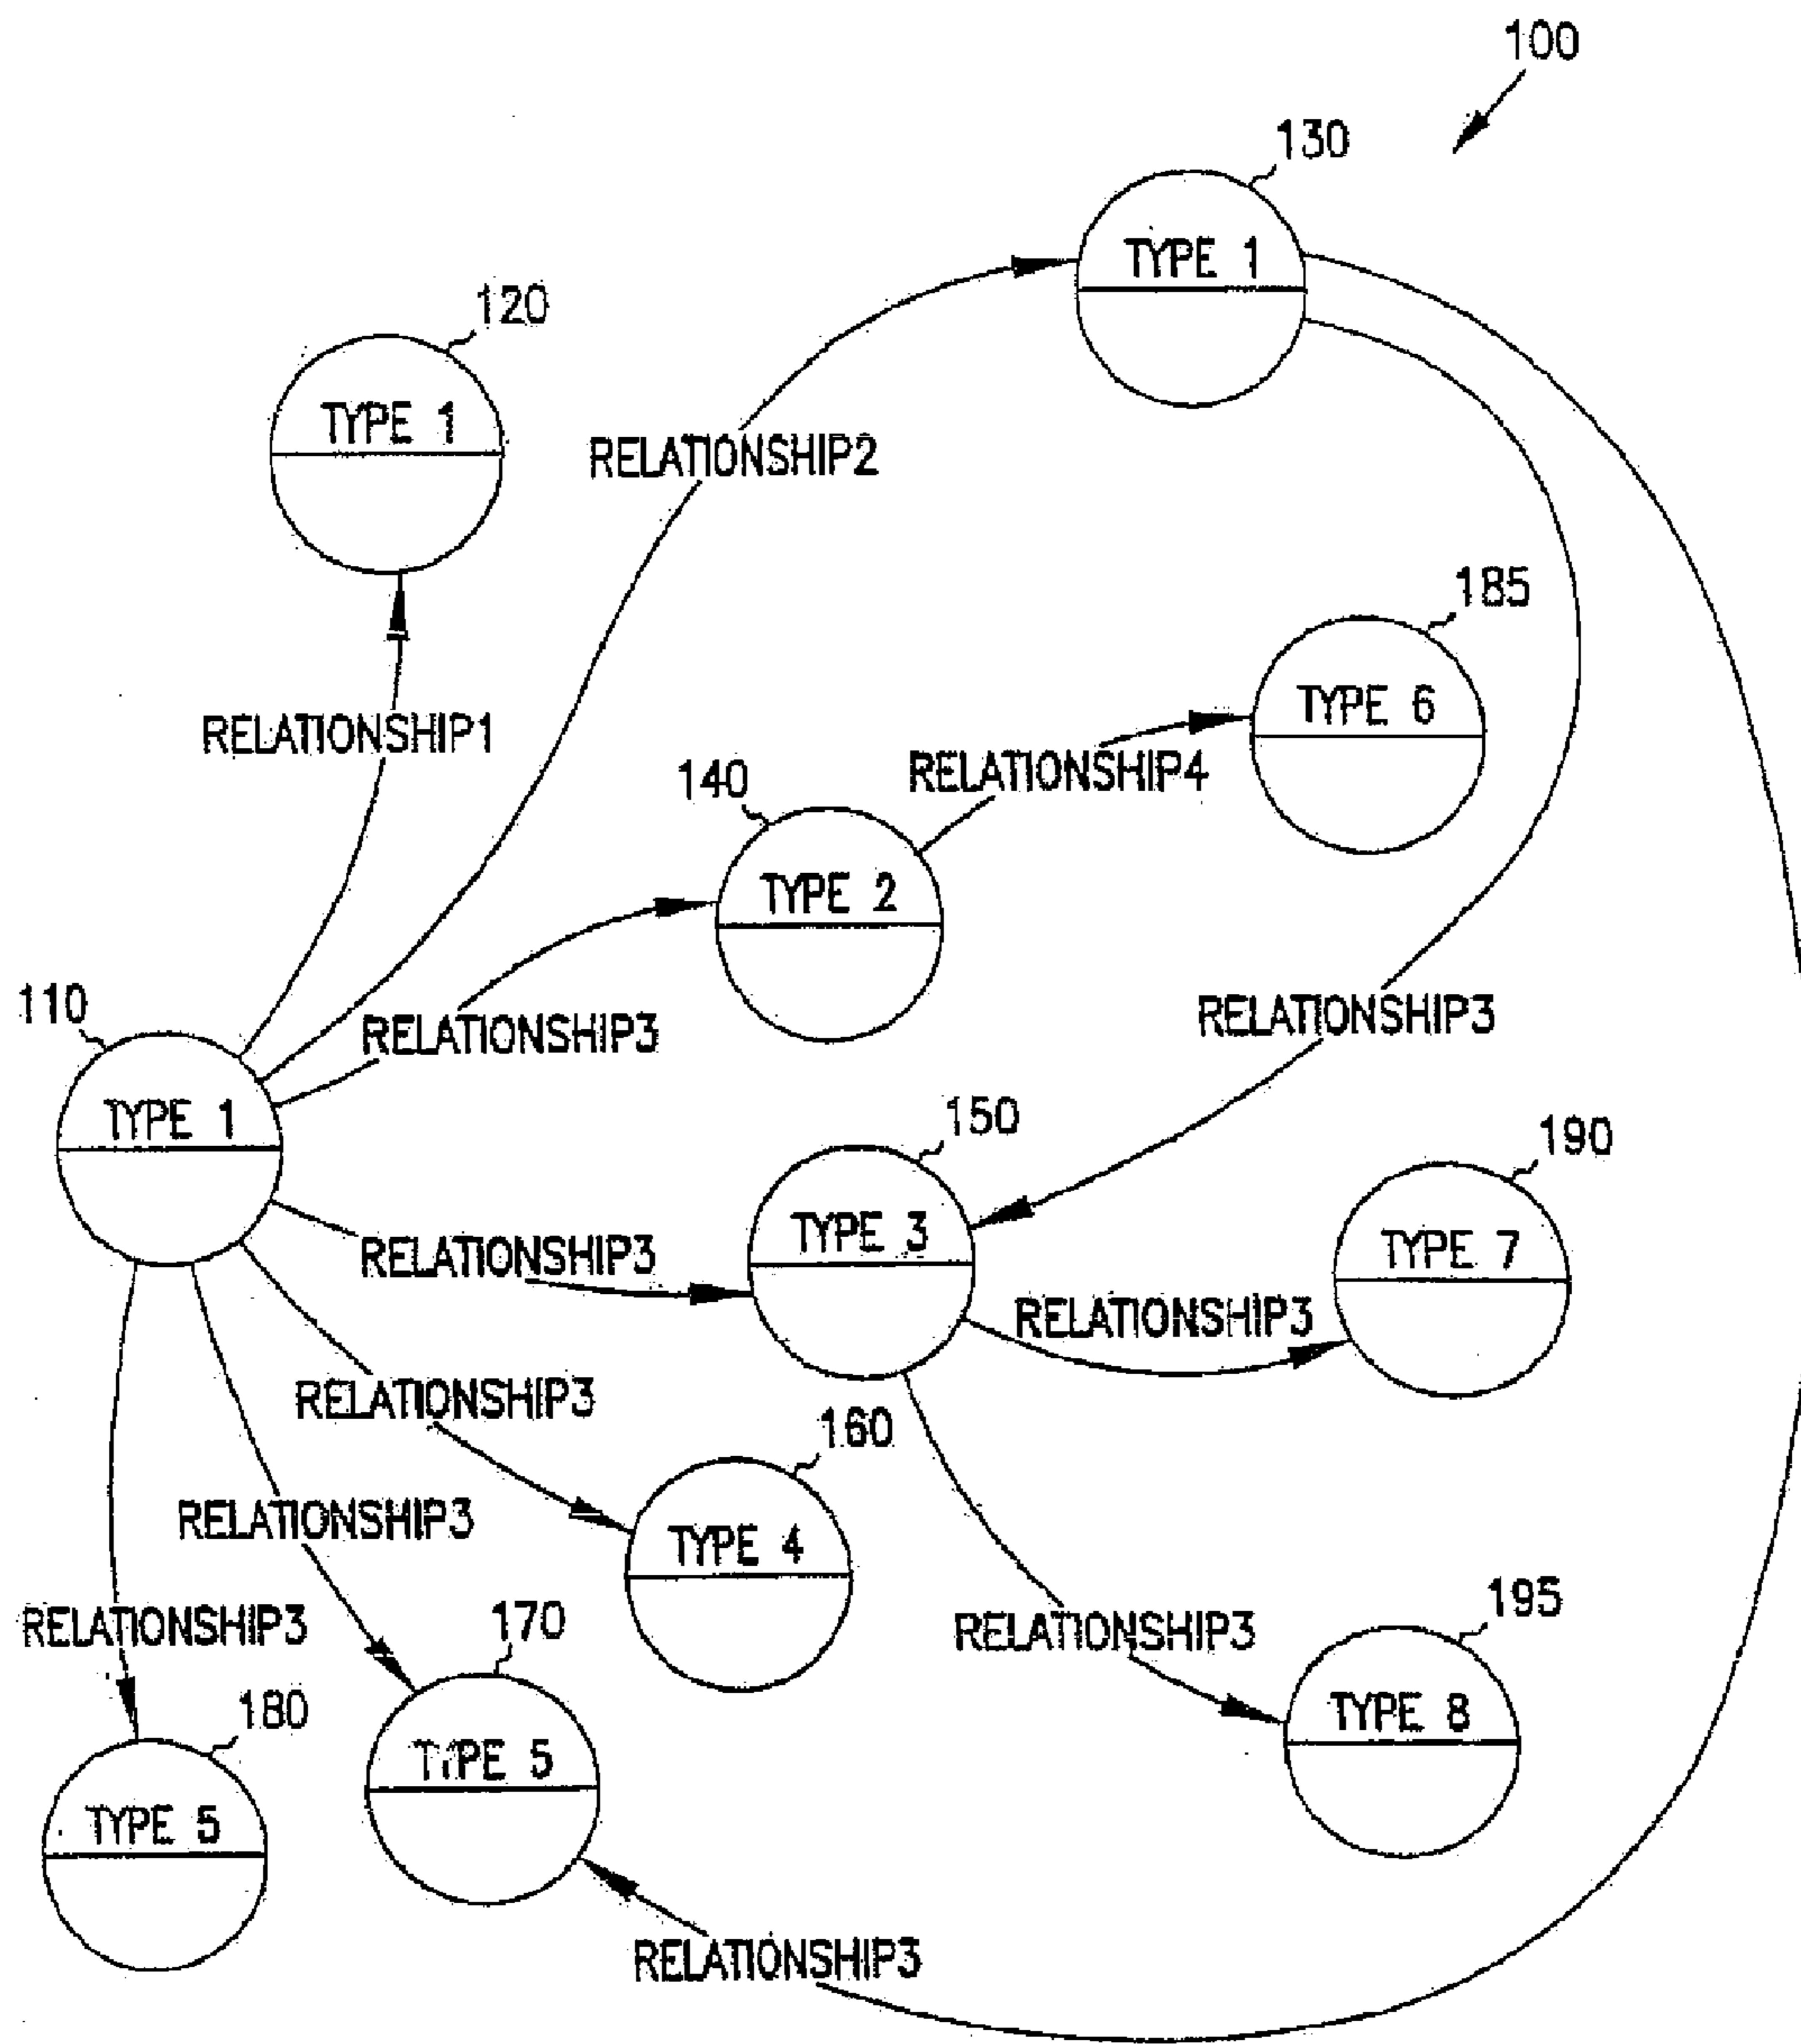 100
130
TYPE 1
120
TYPE 1
RELATIONSHIP2
185
TYPE 6
RELATIONSHIP1
RELATIONSHIP4
140
TYPE 2
110
RELATIONSHIP3
RELATIONSHIP3
TYPE 1
150
190
TYPE 3
TYPE 7
RELATIONSHIP3
RELATIONSHIP3
RELATIONSHIP3
160
RELATIONSHIP3
TYPE 4
195
RELATIONSHIP3
170
RELATIONSHIP3
180
TYPE 8
TYPE 5
TYPE 5
RELATIONSHIP3